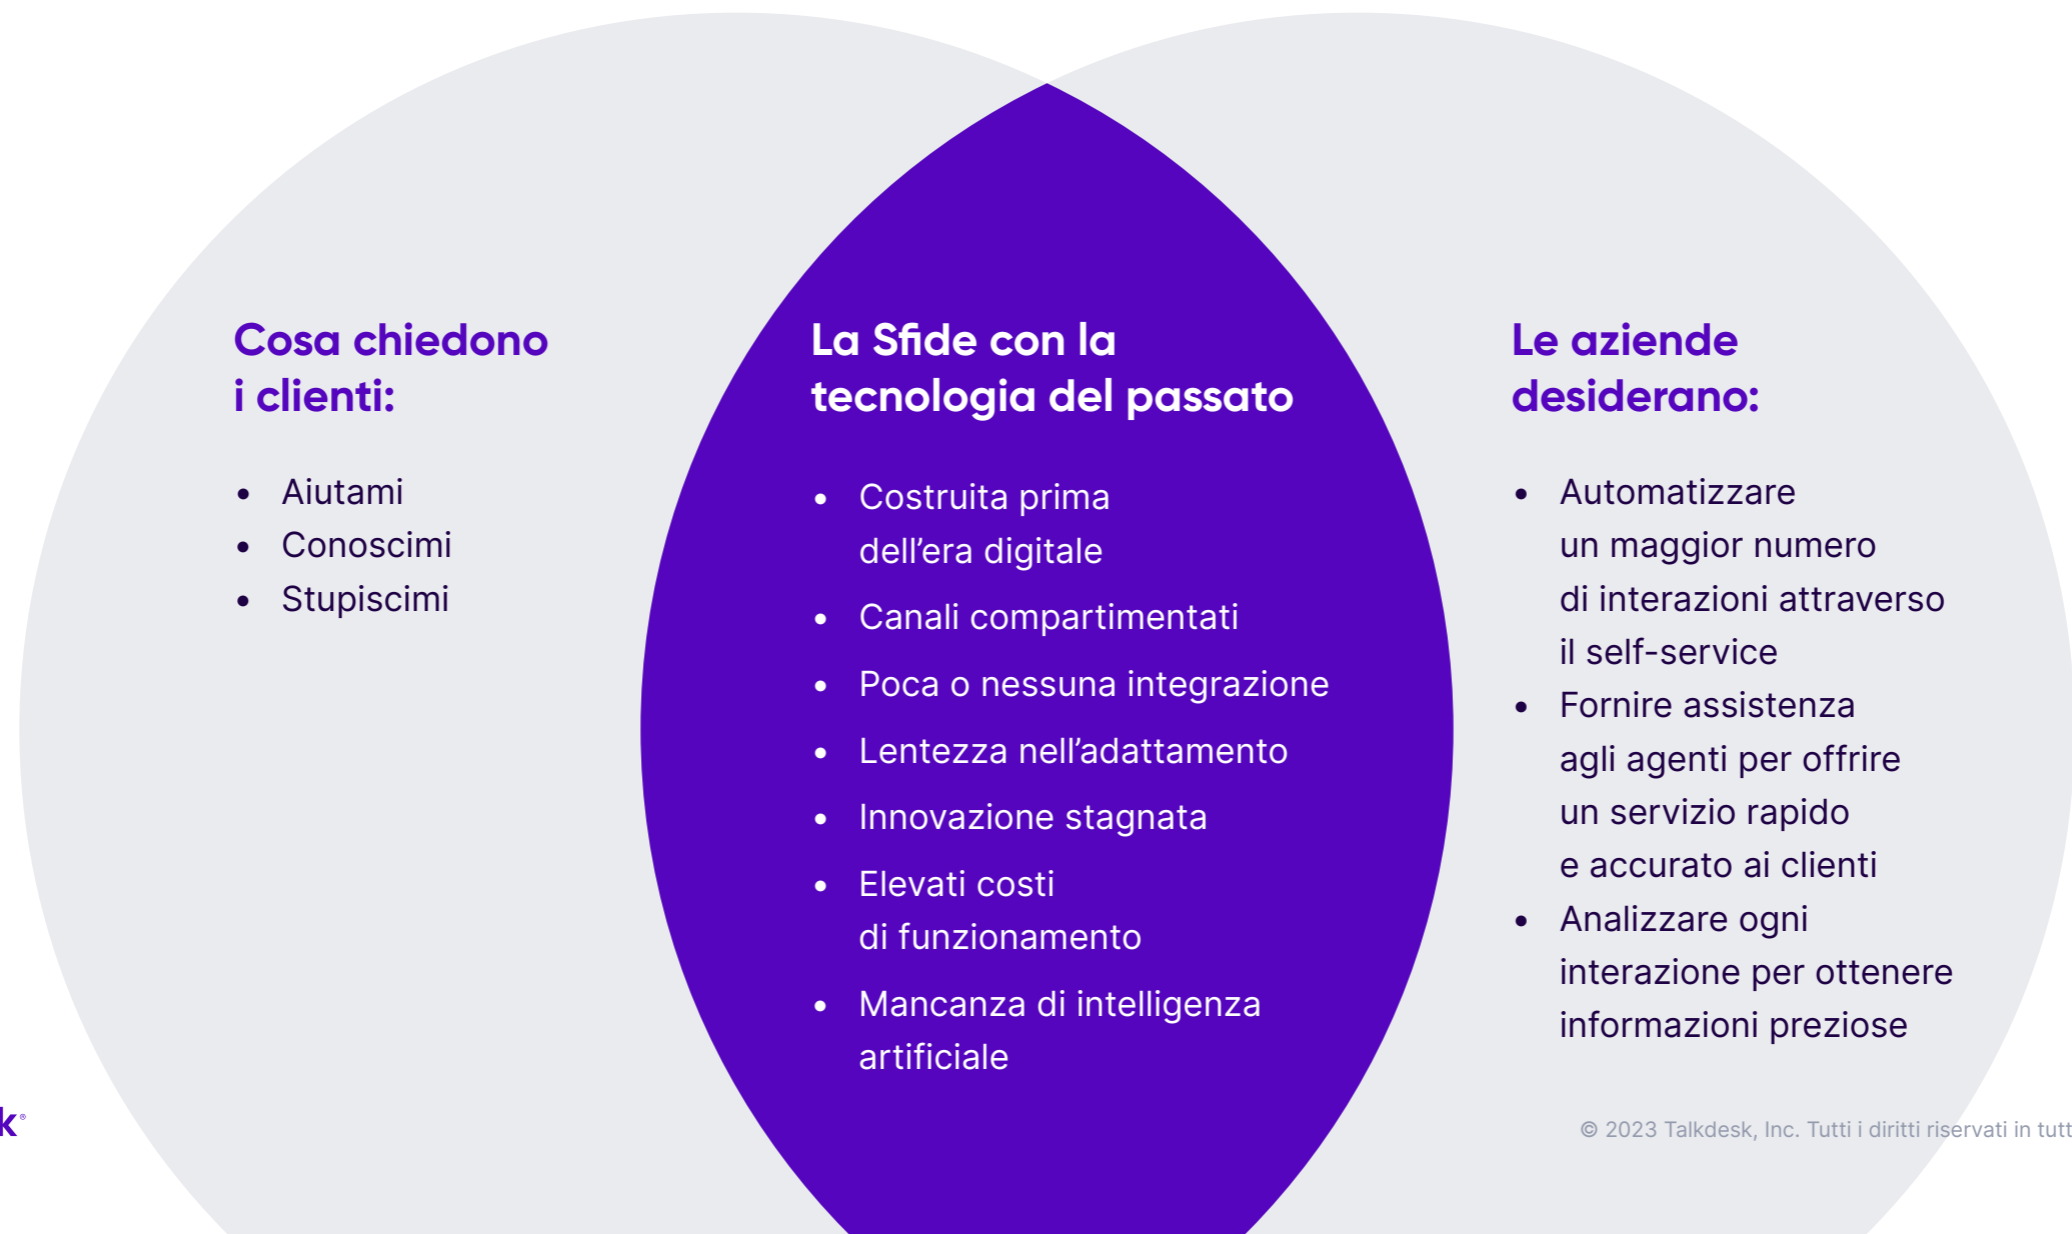 Cosa chiedono
i clienti:
• Aiutami
• Conoscimi
• Stupiscimi
La Sfide con la
tecnologia del passato
• Costruita prima
dell’era digitale
• Canali compartimentati
• Poca o nessuna integrazione
• Lentezza nell’adattamento
• Innovazione stagnata
• Elevati costi
di funzionamento
• Mancanza di intelligenza
artificiale
Le aziende
desiderano:
• Automatizzare
un maggior numero
di interazioni attraverso
il self-service
• Fornire assistenza
agli agenti per offrire
un servizio rapido
e accurato ai clienti
• Analizzare ogni
interazione per ottenere
informazioni preziose
k®
© 2023 Talkdesk, Inc. Tutti i diritti riservati in tutt